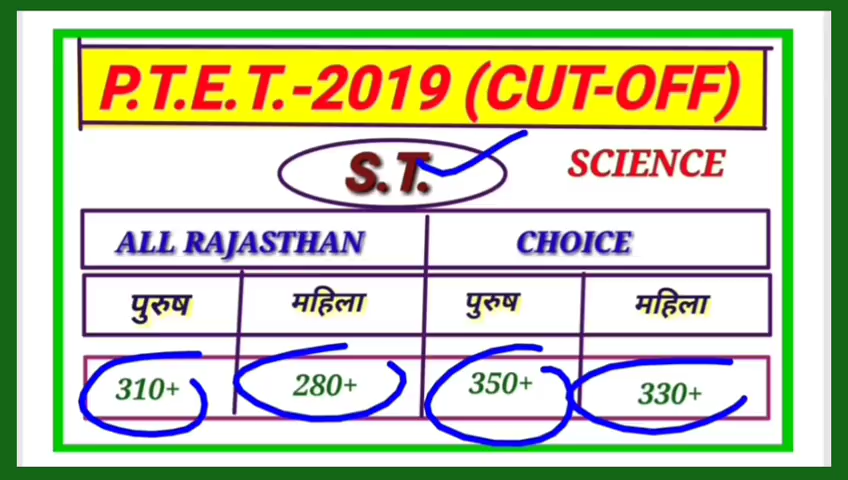 P.T.E.T.-2019 (CUT-OFF)
S.T. SCIENCE
ALL RAJASTHAN CHOICE
पुरुष महिला पुरुष महिला
310+ 280+ 350+ 330+